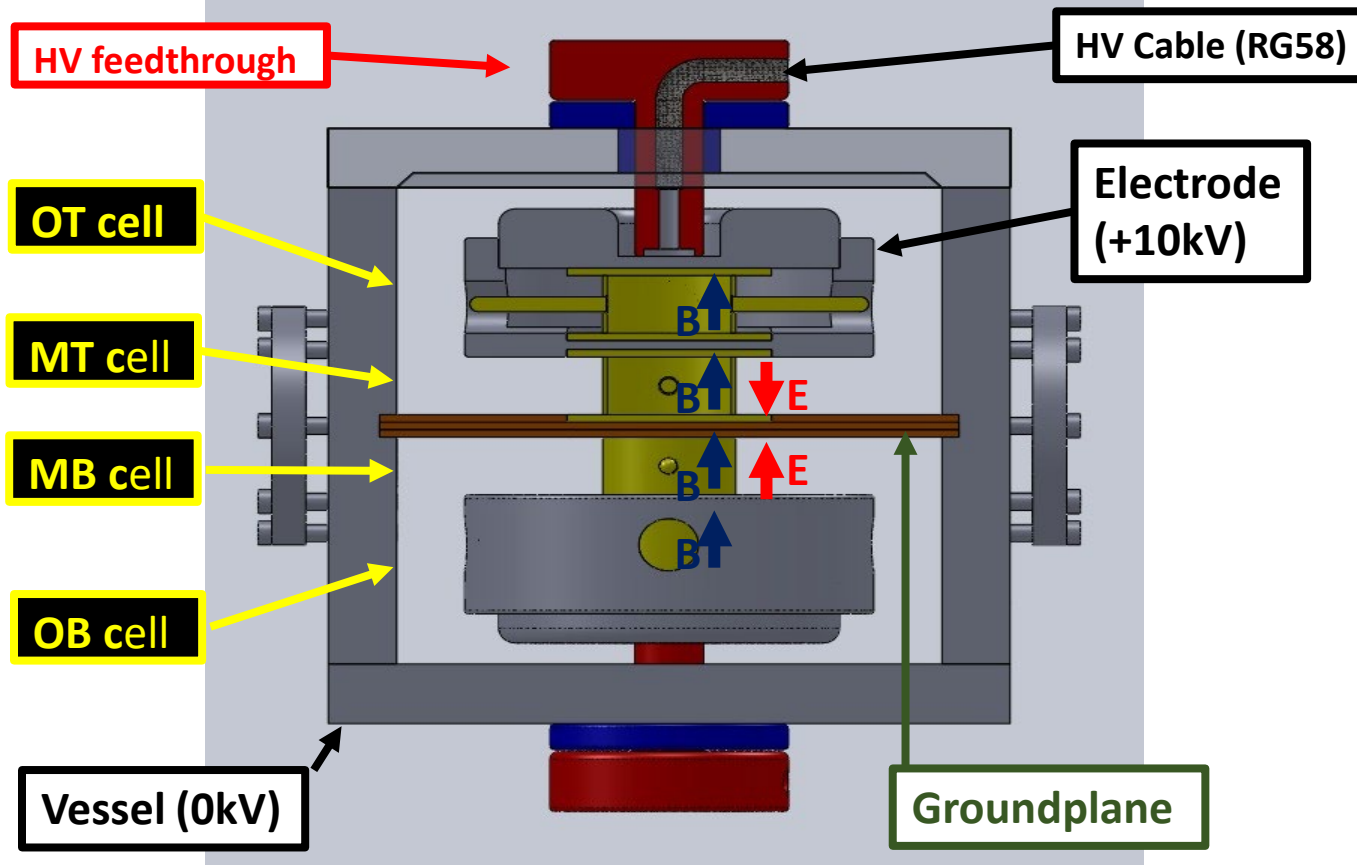 HV feedthrough
HV Cable (RG58)
OT cell
Electrode
(+10kV)
B
MT cell
B
E
MB cell
B
E
B
OB cell
Vessel (0kV)
Groundplane